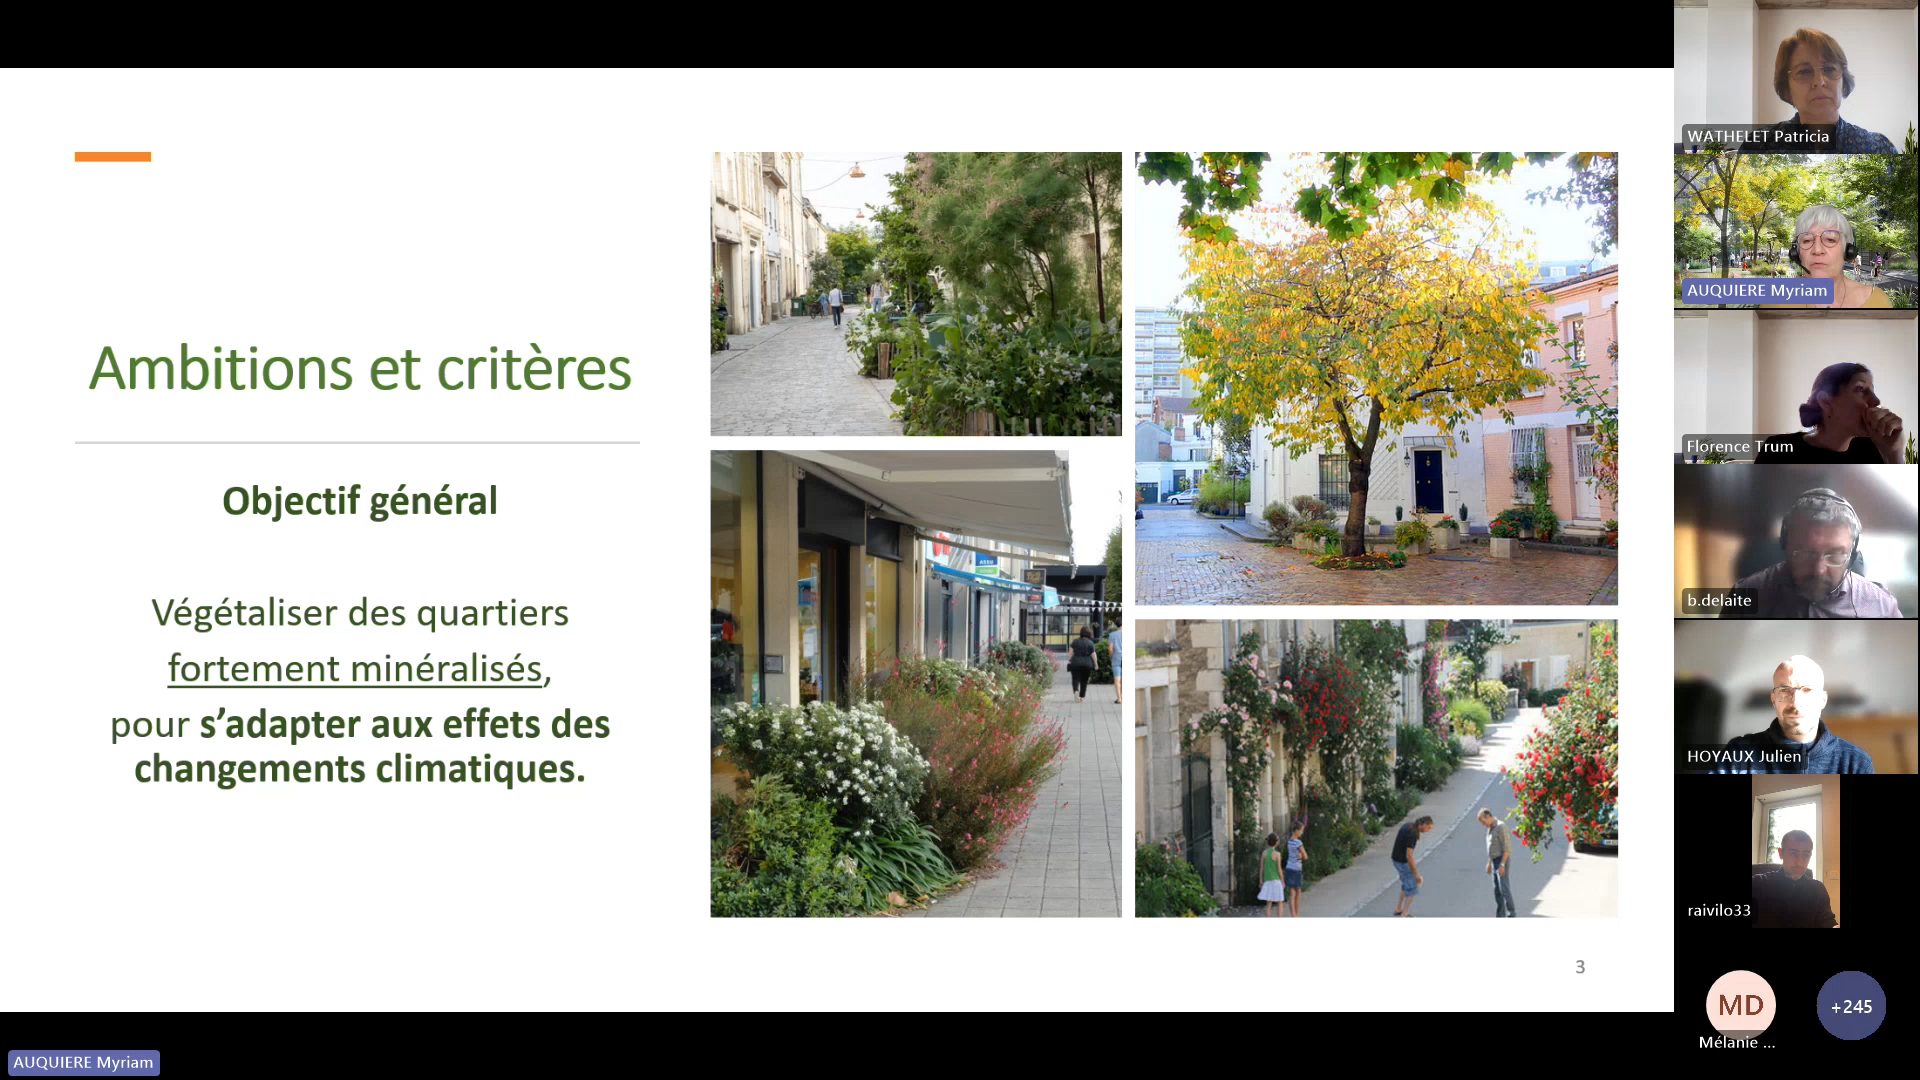 Ambitions et critères
Objectif général
Végétaliser des quartiers
fortement minéralisés,
pour s’adapter aux effets des
changements climatiques.
3
WATHELET Patricia
AUQUIERE Myriam
Florence Trum
b.delaite
HOYAUX Julien
raivilo33
MD
Mélanie ...
+245
AUQUIERE Myriam